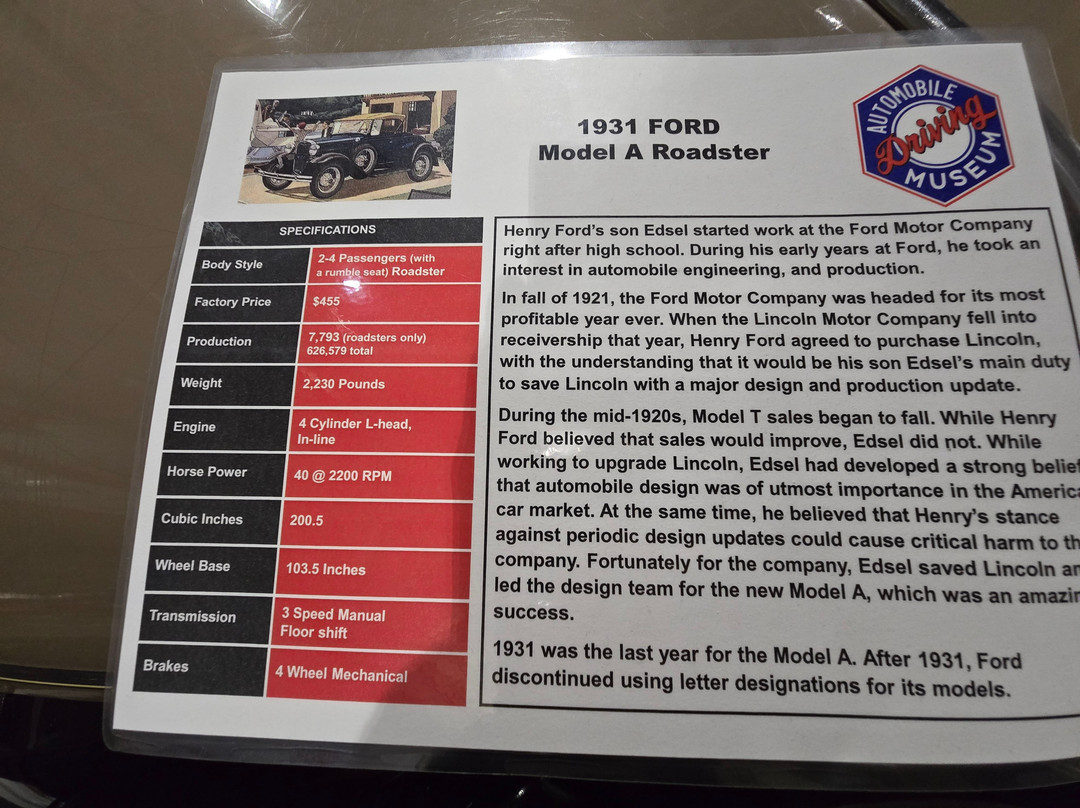 1931 FORD
Model A Roadster
AUTOMOBILE
Driving
MUSEUM
SPECIFICATIONS
Body Style
2-4 Passengers (with
a rumble seat) Roadster
Factory Price
$455
Production
7,793 (roadsters only)
626,579 total
Weight
2,230 Pounds
Engine
4 Cylinder L-head,
In-line
Horse Power
40 @ 2200 RPM
Cubic Inches
200.5
Wheel Base
103.5 Inches
Transmission
3 Speed Manual
Floor shift
Brakes
4 Wheel Mechanical
Henry Ford's son Edsel started work at the Ford Motor Company
right after high school. During his early years at Ford, he took an
interest in automobile engineering, and production.
In fall of 1921, the Ford Motor Company was headed for its most
profitable year ever. When the Lincoln Motor Company fell into
receivership that year, Henry Ford agreed to purchase Lincoln,
with the understanding that it would be his son Edsel's main duty
to save Lincoln with a major design and production update.
During the mid-1920s, Model T sales began to fall. While Henry
Ford believed that sales would improve, Edsel did not. While
working to upgrade Lincoln, Edsel had developed a strong belief
that automobile design was of utmost importance in the America
car market. At the same time, he believed that Henry's stance
against periodic design updates could cause critical harm to th
company. Fortunately for the company, Edsel saved Lincoln an
led the design team for the new Model A, which was an amazin
success.
1931 was the last year for the Model A. After 1931, Ford
discontinued using letter designations for its models.